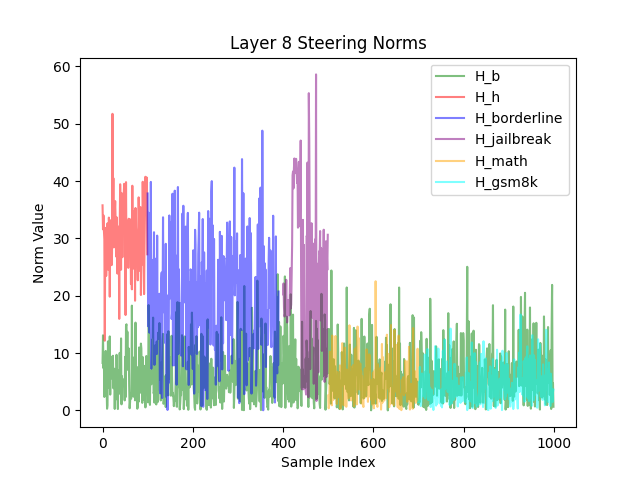 Layer 8 Steering Norms
60
50
40
30
20
10
0
Norm Value
H_b
H_h
H_borderline
H_jailbreak
H_math
H_gsm8k
0 200 400 600 800 1000
Sample Index